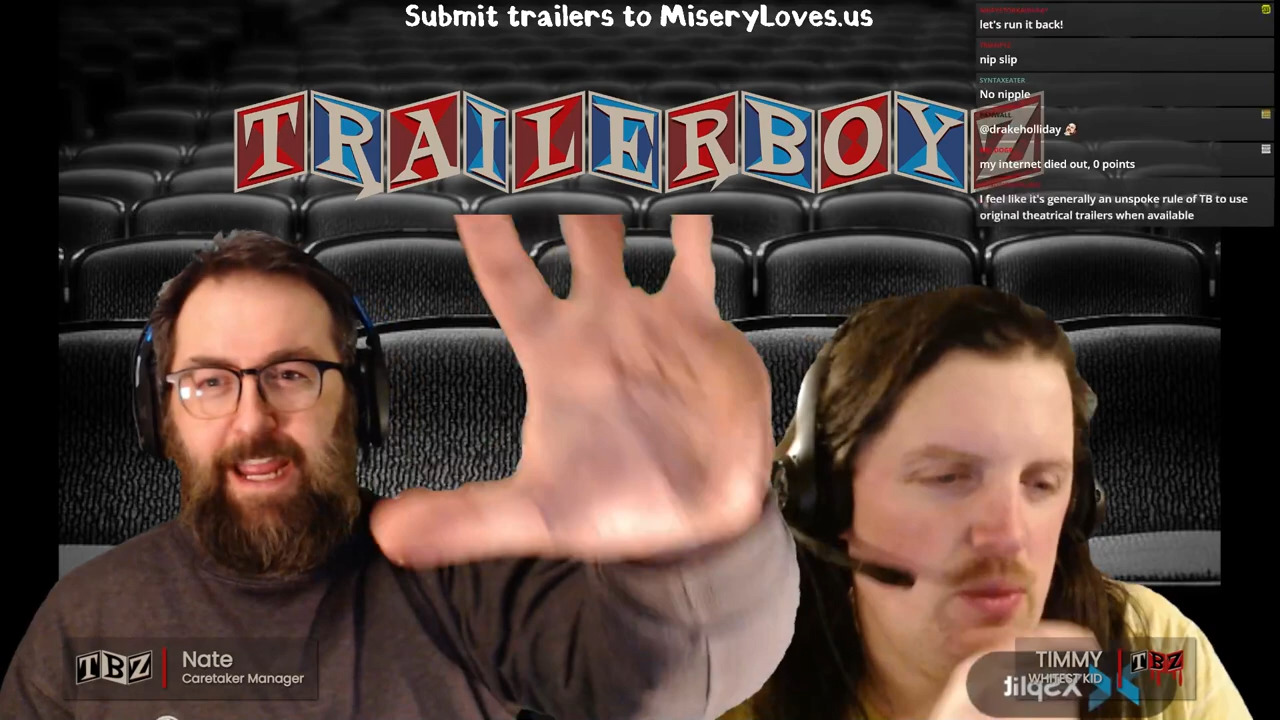 Submit trailers to MiseryLoves.us
let's run it back!
nip slip
SYNTAXEATER
No nipple
@drakeholliday
my internet died out, 0 points
I feel like it's generally an unspoke rule of TB to use
original theatrical trailers when available
TRAILERBOYZ
TBZ
Nate
Caretaker Manager
TIMMY
WHITEST KID
TBZ
Xsplit